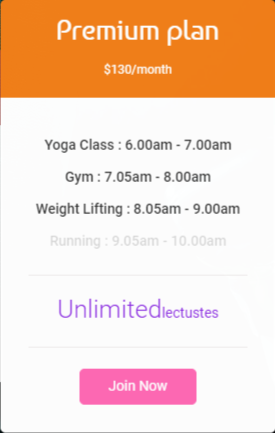 Premium plan
$130/month
Yoga Class : 6.00am - 7.00am
Gym : 7.05am - 8.00am
Weight Lifting : 8.05am - 9.00am
Running : 9.05am - 10.00am
Unlimitedlectustes
Join Now